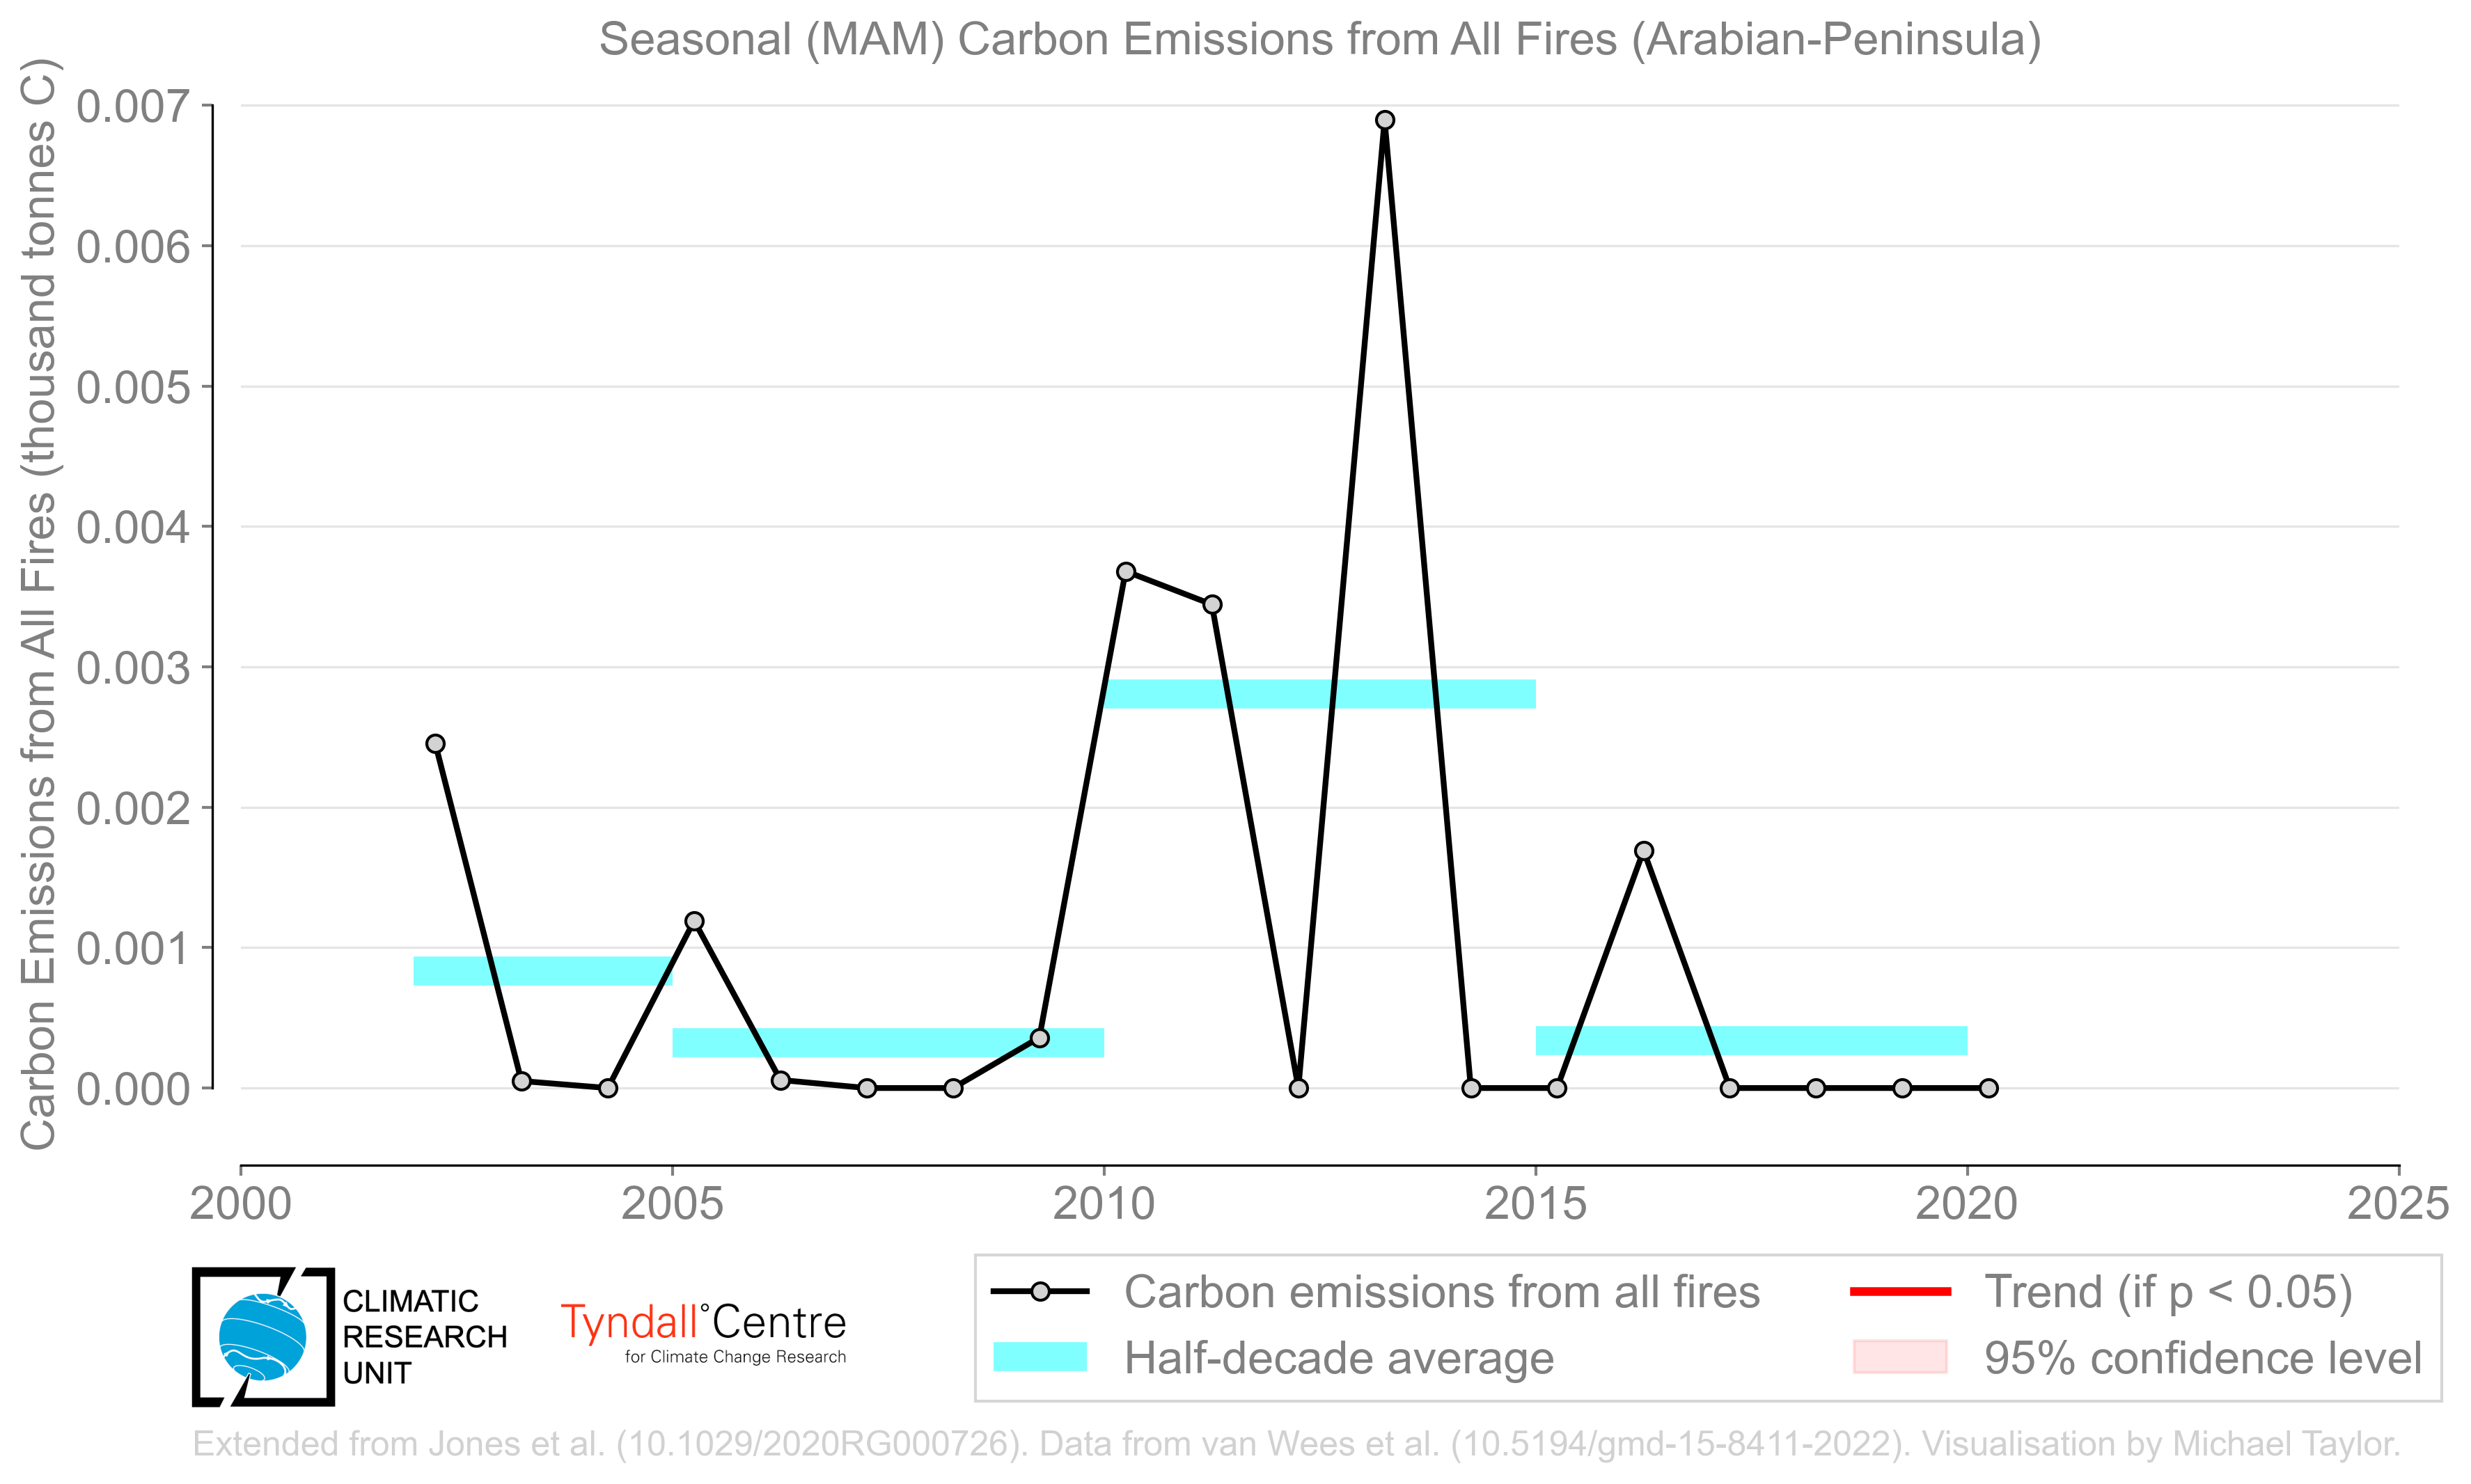 Seasonal (MAM) Carbon Emissions from All Fires (Arabian-Peninsula)
Carbon Emissions from All Fires (thousand tonnes C)
0.007
0.006
0.005
0.004
0.003
0.002
0.001
0.000
2000
2005
2010
2015
2020
2025
CLIMATIC
RESEARCH
UNIT
Tyndall°Centre
for Climate Change Research
Carbon emissions from all fires
Half-decade average
Trend (if p < 0.05)
95% confidence level
Extended from Jones et al. (10.1029/2020RG000726). Data from van Wees et al. (10.5194/gmd-15-8411-2022). Visualisation by Michael Taylor.